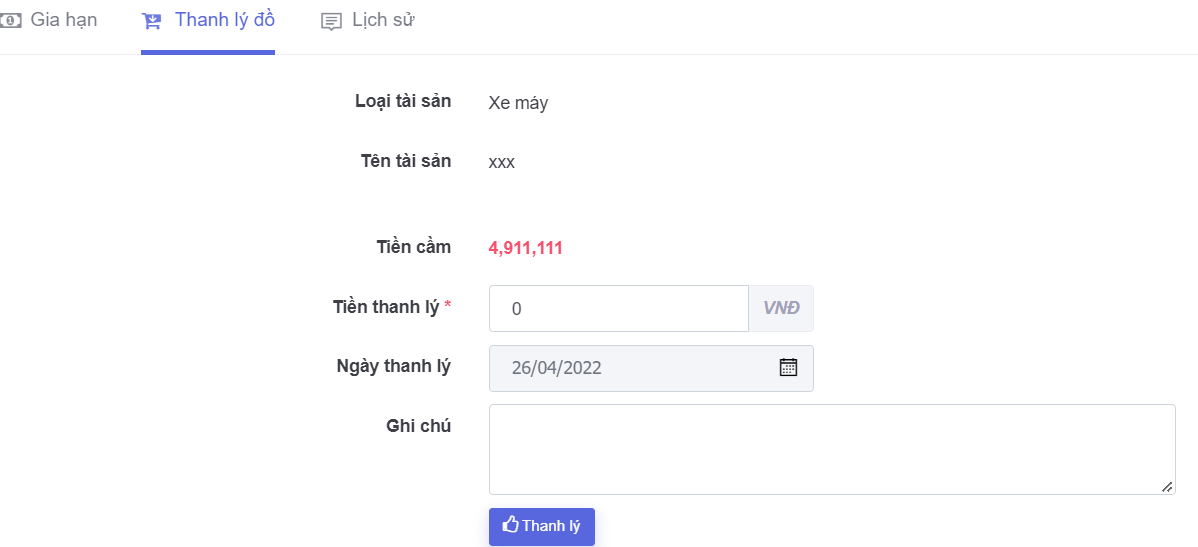 Gia hạn Thanh lý đồ Lịch sử
Loại tài sản Xe máy
Tên tài sản xxx
Tiền cầm 4,911,111
Tiền thanh lý * 0 VNĐ
Ngày thanh lý 26/04/2022
Ghi chú
Thanh lý